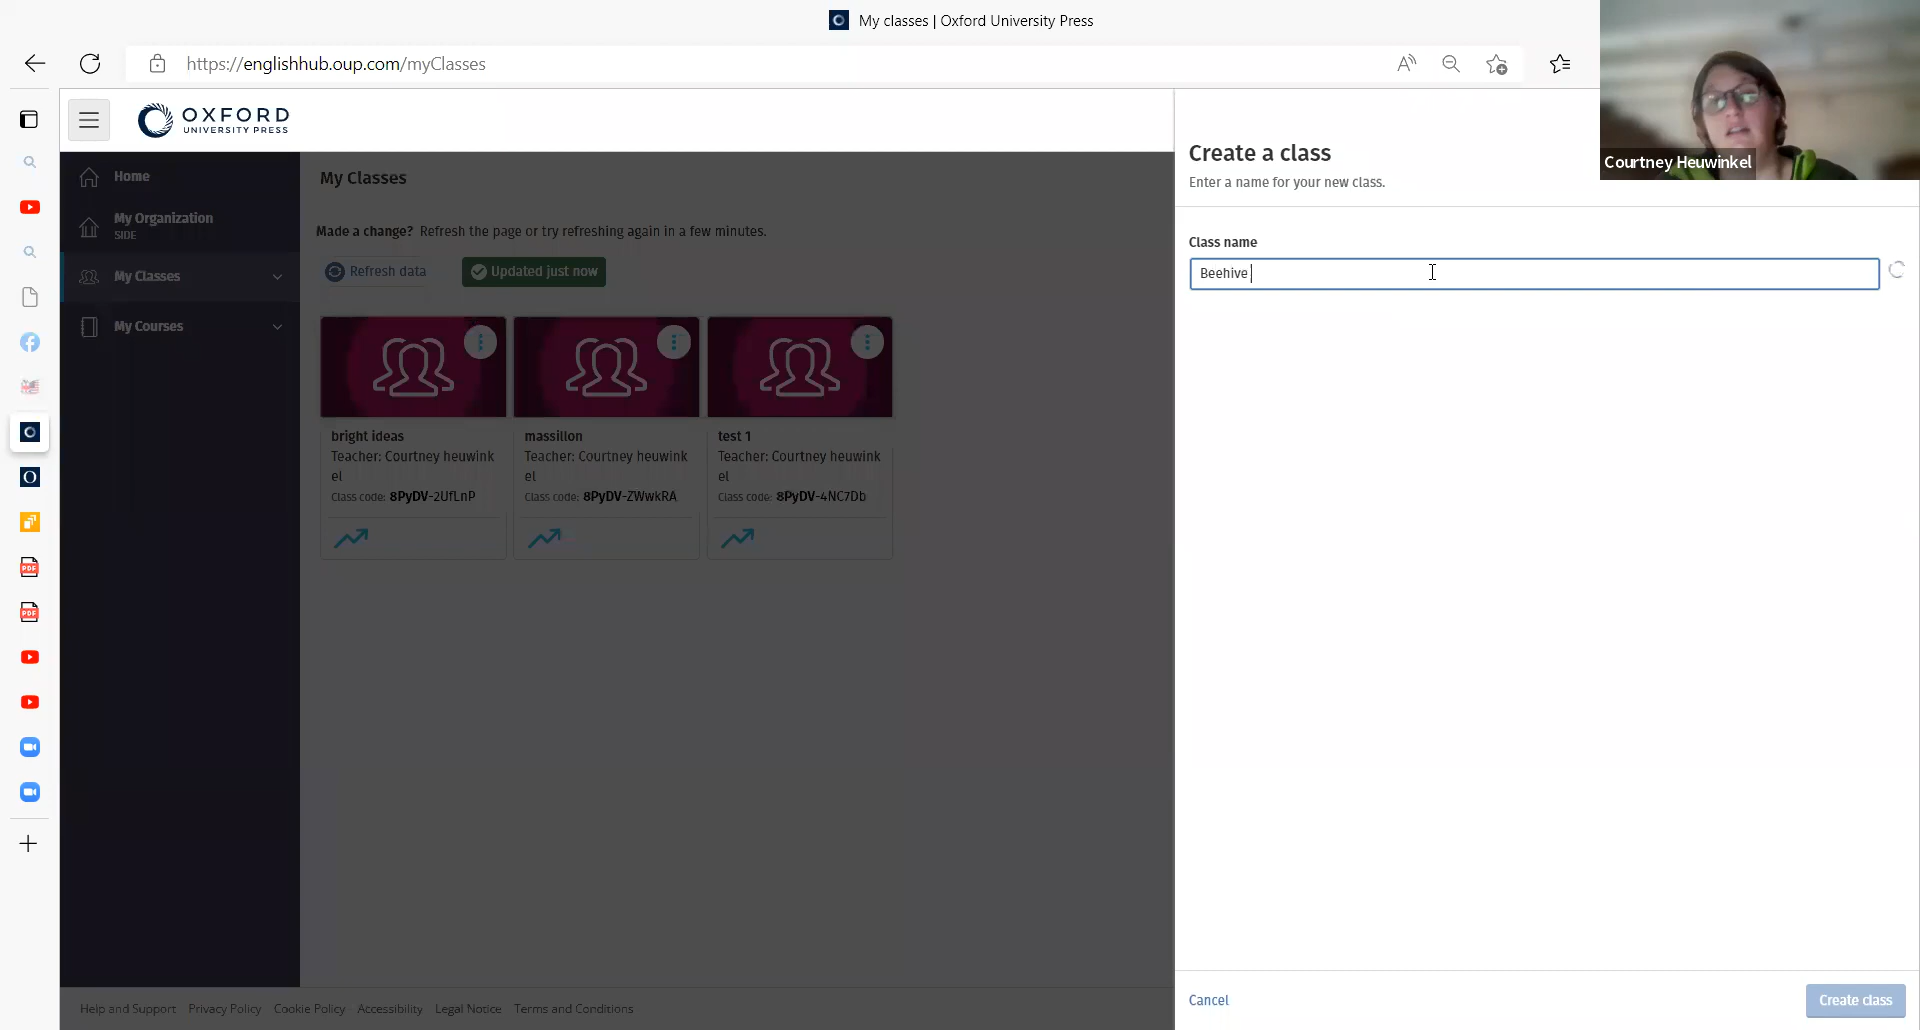 My classes | Oxford University Press
https://englishhub.oup.com/myClasses
OXFORD
UNIVERSITY PRESS
Home
My Organization
SIDE
My Classes
My Courses
My Classes
Made a change? Refresh the page or try refreshing again in a few minutes.
Refresh data
Updated just now
bright ideas
Teacher: Courtney heuwink
el
Class code: 8PyDV-2UfLnP
massillon
Teacher: Courtney heuwink
el
Class code: 8PyDV-ZWwkRA
test 1
Teacher: Courtney heuwink
el
Class code: 8PyDV-4NC7Db
Help and Support Privacy Policy Cookie Policy Accessibility Legal Notice Terms and Conditions
Create a class
Enter a name for your new class.
Class name
Beehive
Cancel
Create class
Courtney Heuwinkel
PDF
PDF